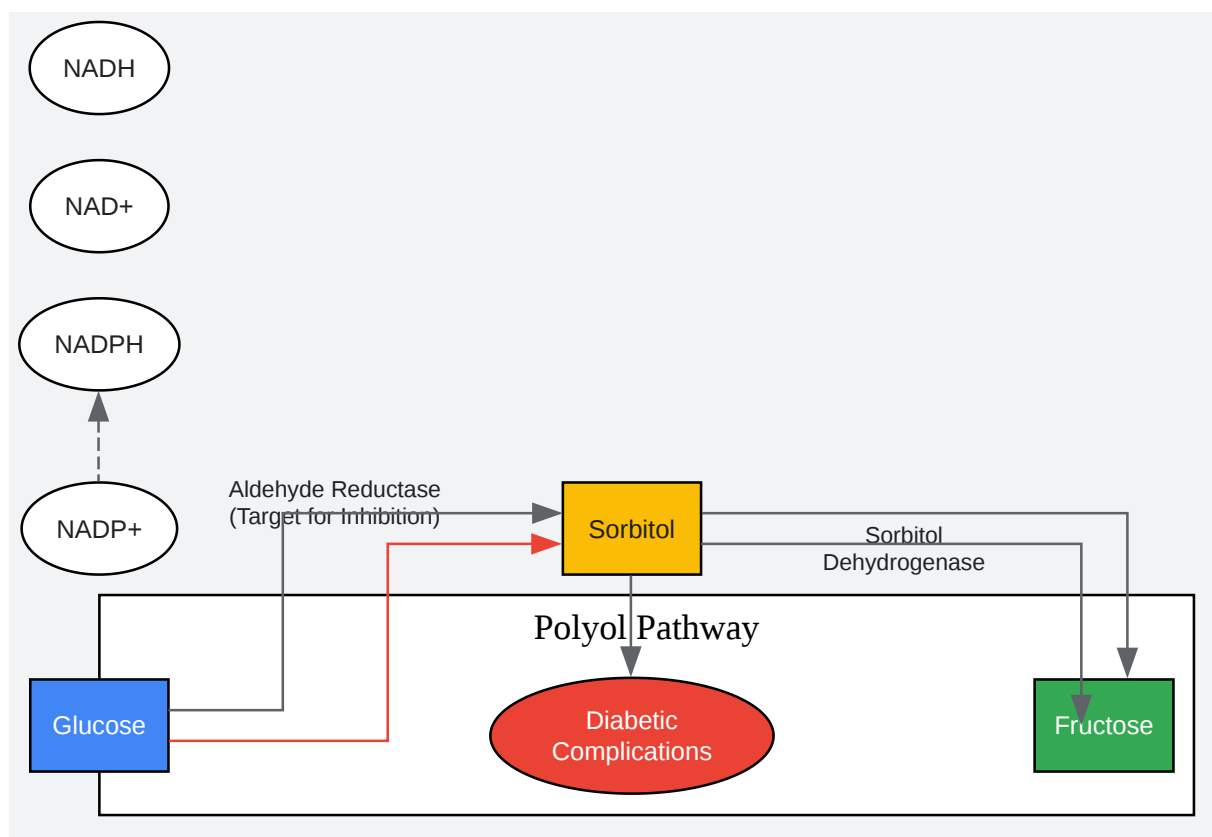 NADH
NAD+
NADPH
NADP+
Aldehyde Reductase
(Target for Inhibition)
Sorbitol
Sorbitol
Dehydrogenase
Polyol Pathway
Glucose
Diabetic
Complications
Fructose